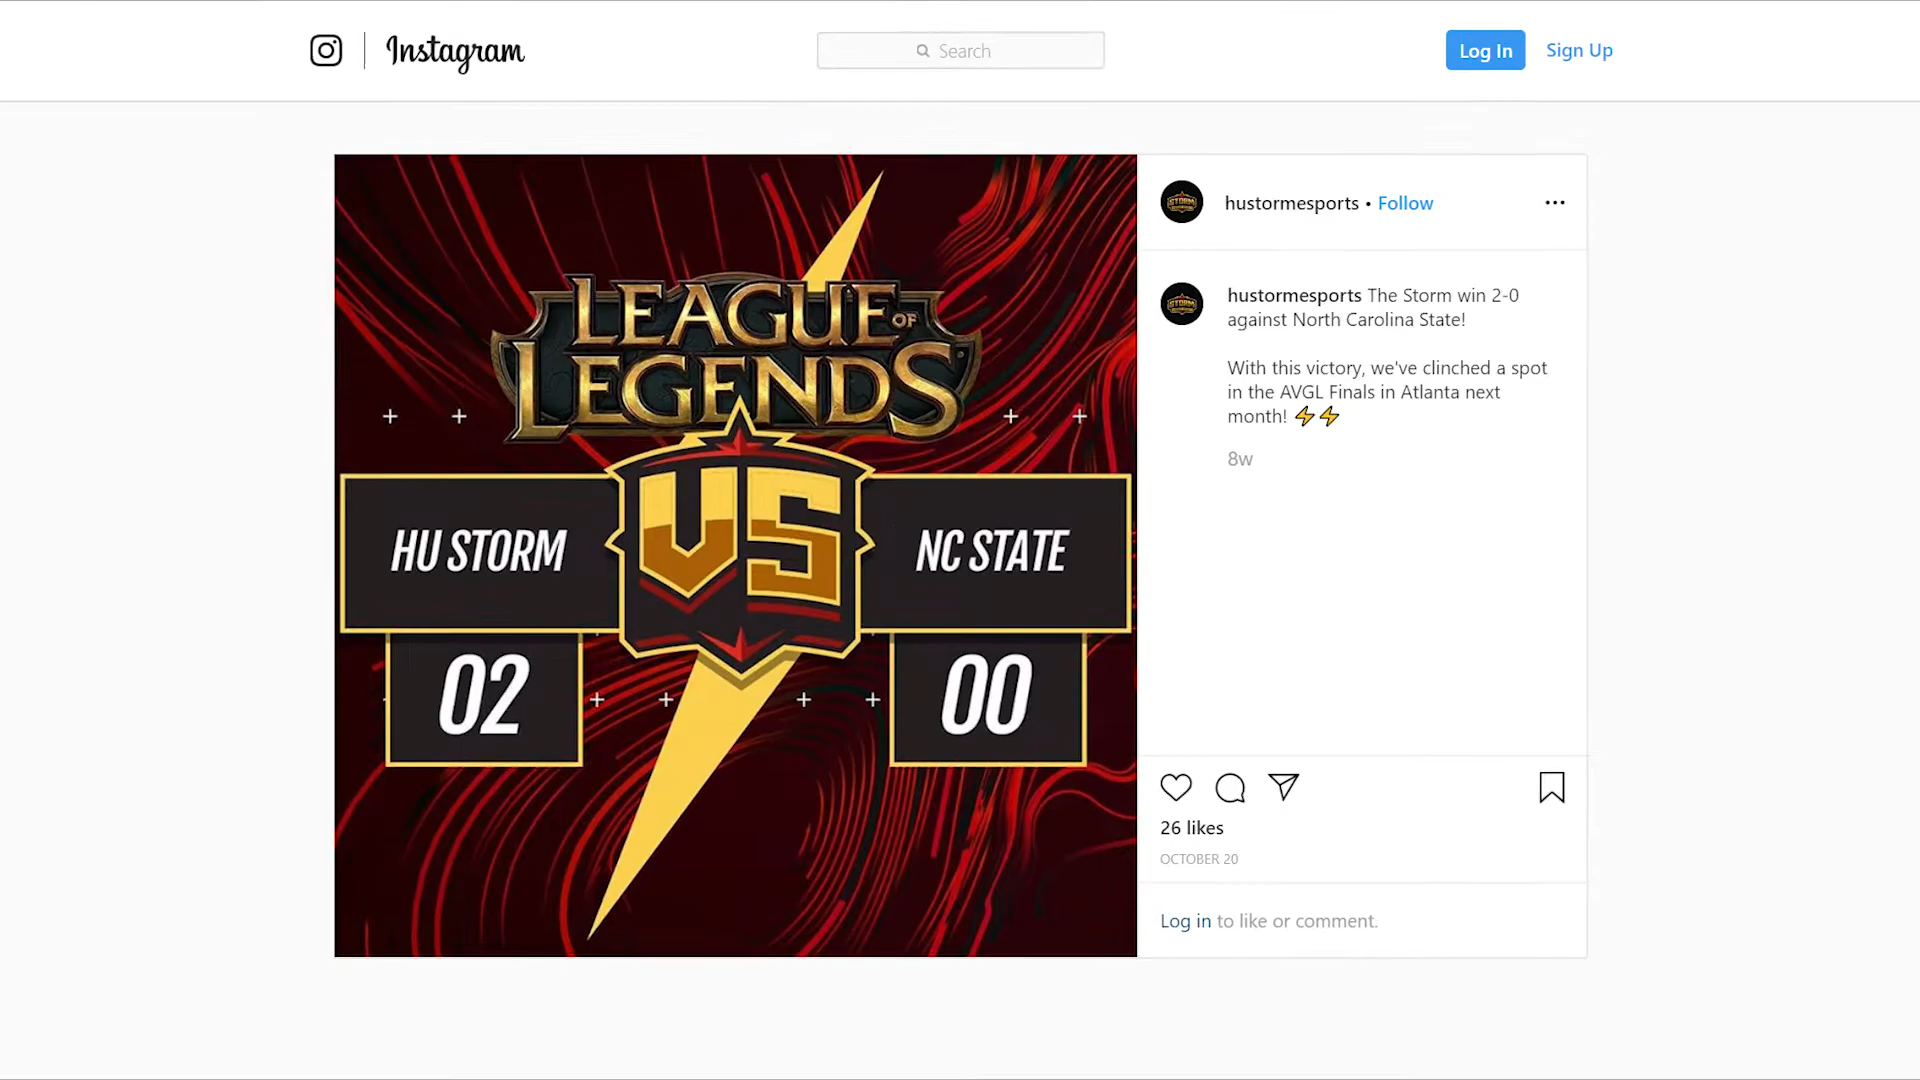 Instagram
Search
Log In
Sign Up
LEAGUE OF
LEGENDS
VS
HU STORM
NC STATE
02
00
STORM
hustormesports • Follow
STORM
hustormesports The Storm win 2-0
against North Carolina State!
With this victory, we've clinched a spot
in the AVGL Finals in Atlanta next
month! ⚡⚡
8w
26 likes
OCTOBER 20
Log in to like or comment.